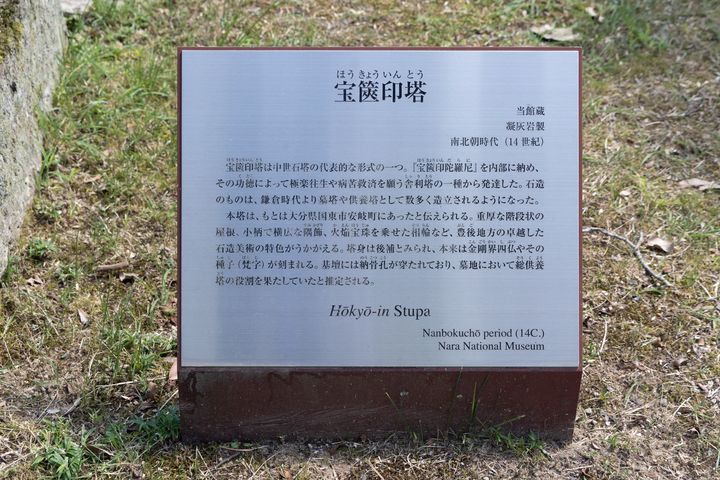 ほうきょういんとう
宝篋印塔
当館蔵
凝灰岩製
南北朝時代（14世紀）
宝篋印塔は中世石塔の代表的な形式の一つ。『宝篋印陀羅尼』を内部に納め、
その功徳によって極楽往生や病苦救済を願う舎利塔の一種から発達した。石造
のものは、鎌倉時代より墓塔や供養塔として数多く造立されるようになった。
本塔は、もとは大分県国東市安岐町にあったと伝えられる。重厚な階段状の
屋根、小柄で横広な隅飾、火焔宝珠を乗せた相輪など、豊後地方の卓越した
石造美術の特色がうかがえる。塔身は後補とみられ、本来は金剛界四仏やその
種子（梵字）が刻まれる。基壇には納骨孔が穿たれており、墓地において総供養
塔の役割を果たしていたと推定される。
Hōkyō-in Stupa
Nanbokuchō period (14C.)
Nara National Museum